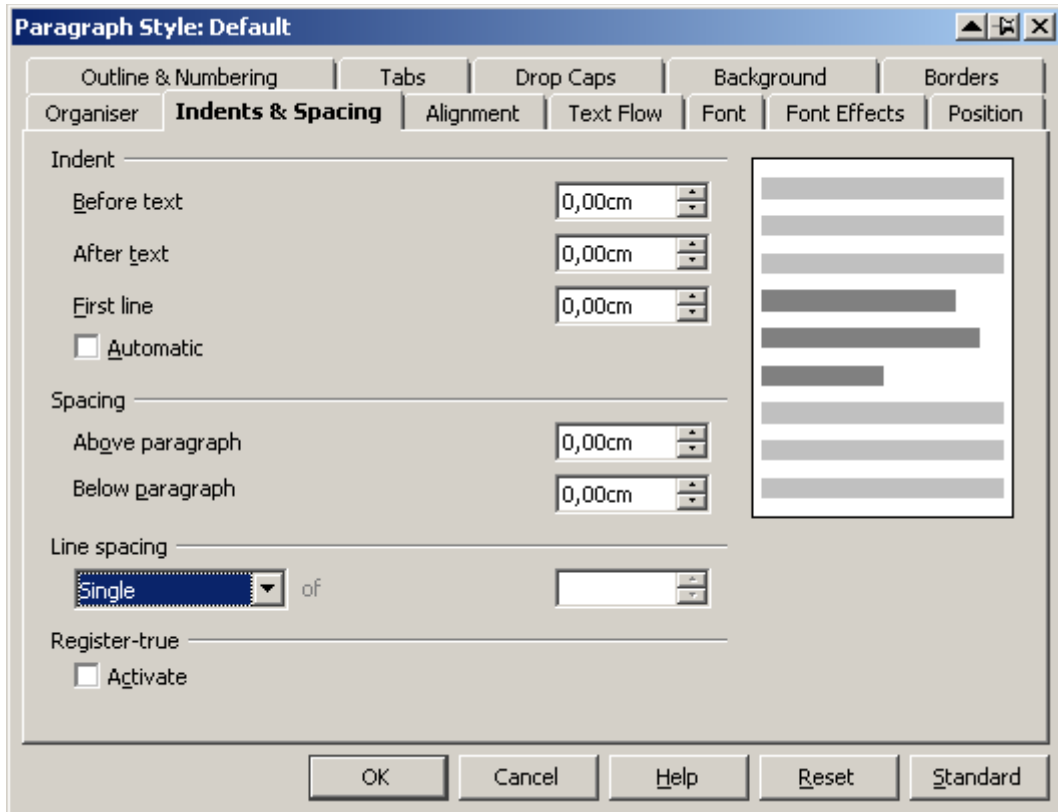 Paragraph Style: Default
Outline & Numbering Tabs Drop Caps Background Borders
Organiser Indents & Spacing Alignment Text Flow Font Font Effects Position
Indent
Before text 0,00cm
After text 0,00cm
First line 0,00cm
Automatic
Spacing
Above paragraph 0,00cm
Below paragraph 0,00cm
Line spacing
Single of
Register-true
Activate
OK Cancel Help Reset Standard